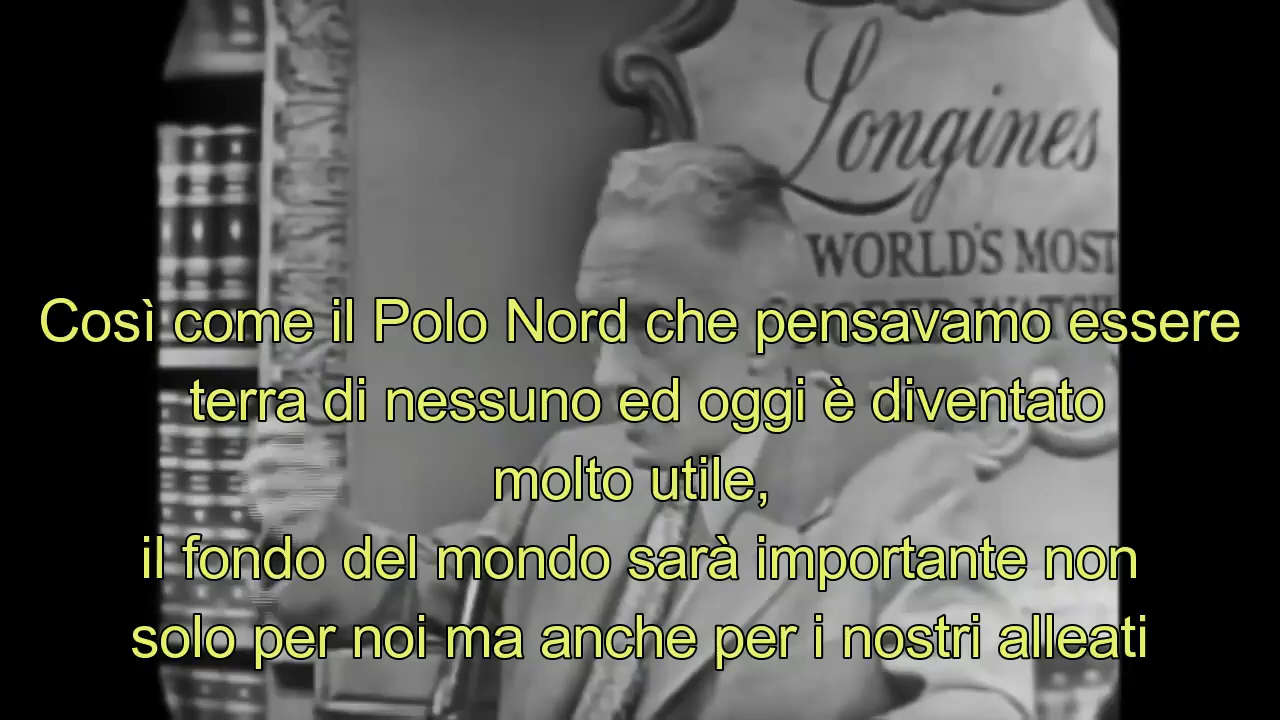 Longines
WORLD'S MOST
Così come il Polo Nord che pensavamo essere
terra di nessuno ed oggi è diventato
molto utile,
il fondo del mondo sarà importante non
solo per noi ma anche per i nostri alleati